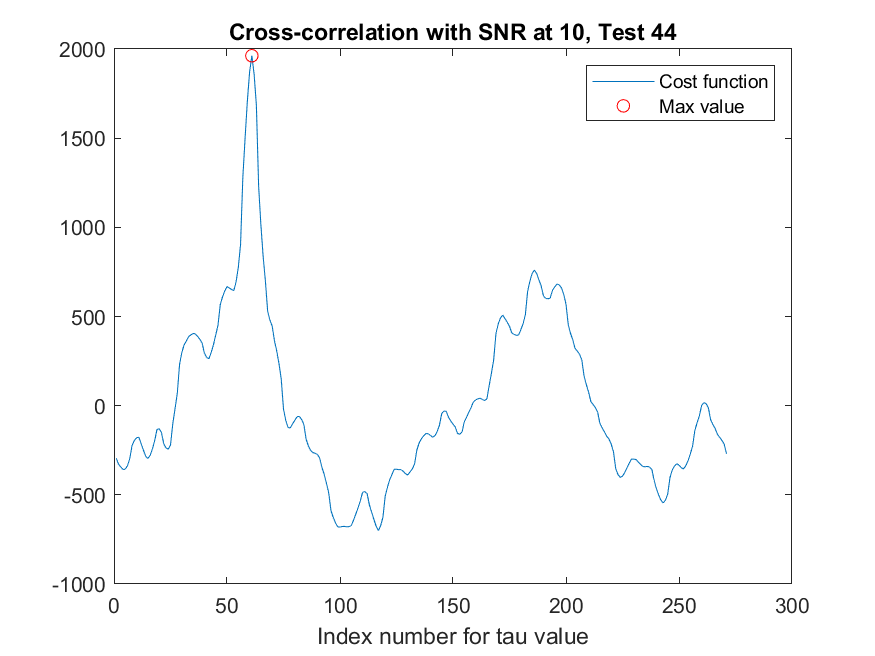 Cross-correlation with SNR at 10, Test 44
2000
1500
1000
500
0
-500
-1000
0 50 100 150 200 250 300
Index number for tau value
Cost function
Max value